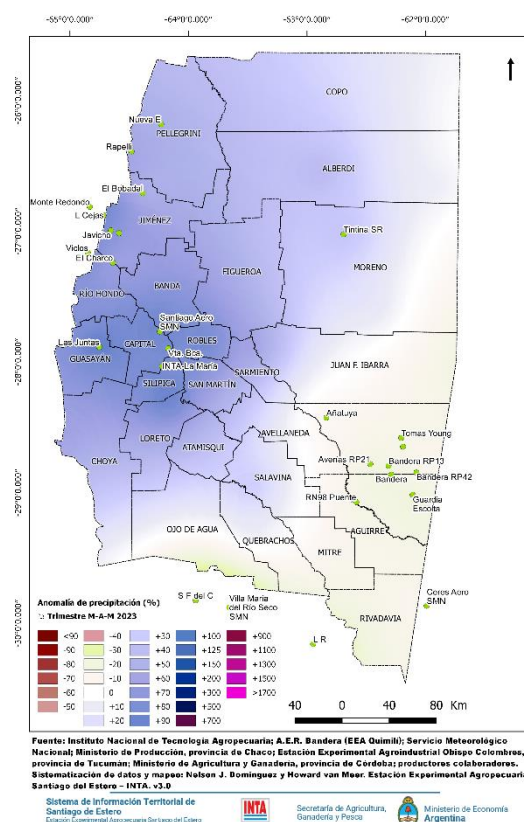 -65°0'0.000" -64°0'0.000" -63°0'0.000" -62°0'0.000"
-26°0'0.000"
-27°0'0.000"
-28°0'0.000"
-29°0'0.000"
-30°0'0.000"
COPO
Nueva E
PELLEGRINI
Rapelli
ALBERDI
El Bobadal
Monte Redondo
L Cejas
JIMÉNEZ
Javicho
Tintina SR
Viclos
El Charco
MORENO
FIGUEROA
BANDA
RÍO HONDO
Santiago Aero
SMN
Las Juntas
CAPITAL
ROBLES
Vta. Bca.
GUASAYÁN
INTA-La María
JUAN F. IBARRA
SARMIENTO
SILIPICA
SAN MARTÍN
Añatuya
AVELLANEDA
Tomas Young
LORETO
ATAMISQUI
Averias RP21
Bandera RP13
CHOYA
Bandera
Bandera RP42
SALAVINA
Guardia
Escolta
RN98 Puente
AGUIRRE
OJO DE AGUA
QUEBRACHOS
MITRE
RIVADAVIA
S F del C
Villa María
del Río Seco
SMN
Ceres Aero
SMN
L R
Anomalía de precipitación (%)
Trimestre M-A-M 2023
<90 -40 +30 +100 +900
-90 -30 +40 +125 +1100
-80 -20 +50 +150 +1300
-70 -10 +60 +200 +1500
-60 0 +70 +300 >1700
-50 +10 +80 +500
+20 +90 +700
40 0 40 80 Km
Fuente: Instituto Nacional de Tecnología Agropecuaria; A.E.R. Bandera (EEA Quimilí); Servicio Meteorológico
Nacional; Ministerio de Producción, provincia de Chaco; Estación Experimental Agroindustrial Obispo Colombres,
provincia de Tucumán; Ministerio de Agricultura y Ganadería, provincia de Córdoba; productores colaboradores.
Sistematización de datos y mapeo: Nelson J. Domínguez y Howard van Meer. Estación Experimental Agropecuaria
Santiago del Estero – INTA. v3.0
Sistema de Información Territorial de
Santiago de Estero
Estación Experimental Agropecuaria Santiago del Estero
INTA
Secretaría de Agricultura,
Ganadería y Pesca
Ministerio de Economía
Argentina